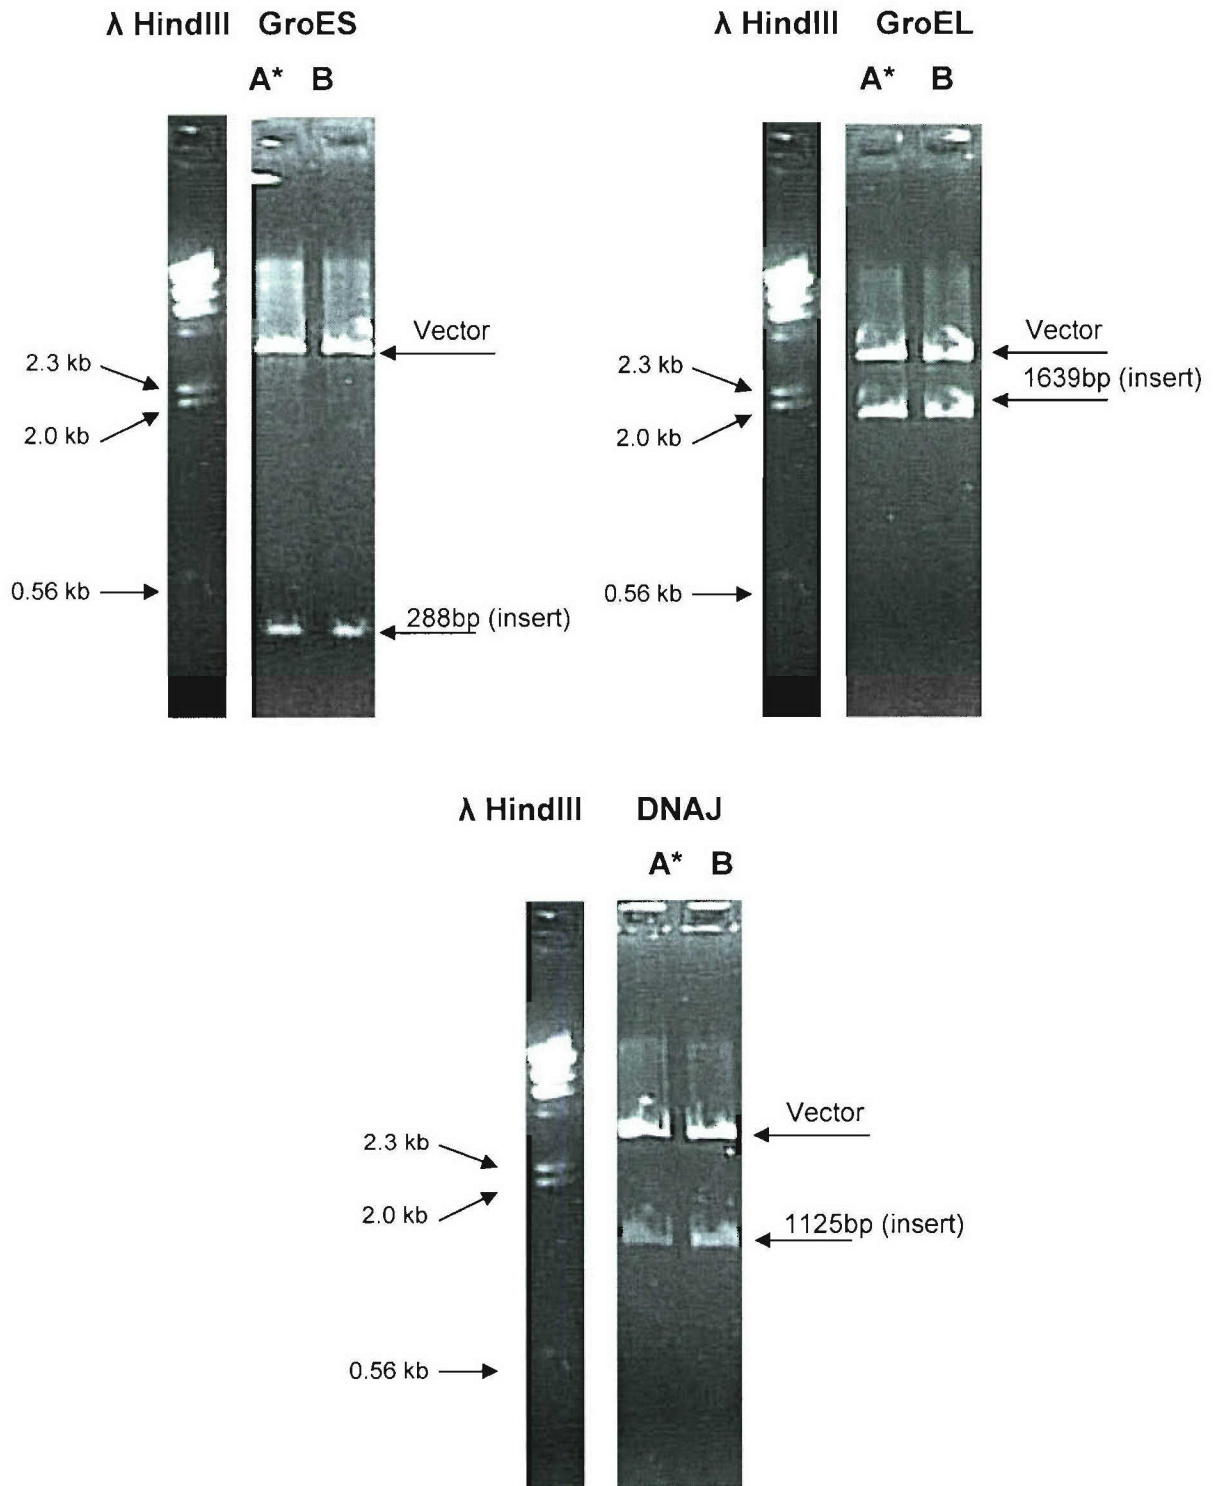 λ HindIII GroES
A* B
Vector
2.3 kb
2.0 kb
0.56 kb
288bp (insert)
λ HindIII GroEL
A* B
Vector
2.3 kb
1639bp (insert)
2.0 kb
0.56 kb
λ HindIII DNAJ
A* B
Vector
2.3 kb
2.0 kb
1125bp (insert)
0.56 kb